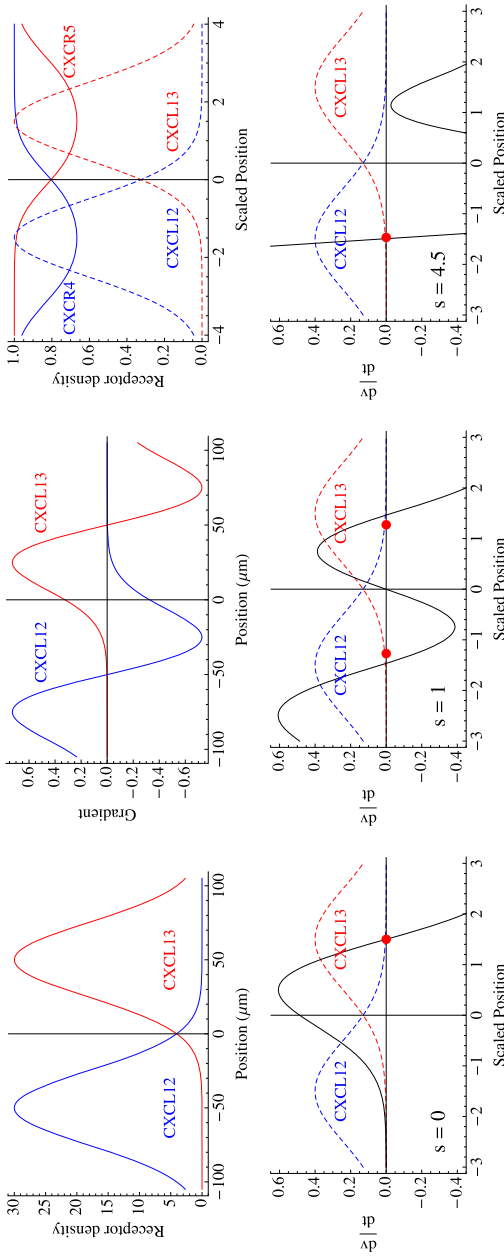 Receptor density
30
25
20
15
10
5
0
CXCL12
CXCL13
−100 −50 0 50 100
Position (μm)
Gradient
0.6
0.4
0.2
0.0
−0.2
−0.4
−0.6
CXCL12
CXCL13
−100 −50 0 50 100
Position (μm)
Receptor density
1.0
0.8
0.6
0.4
0.2
0.0
CXCR4
CXCR5
CXCL12
CXCL13
−4 −2 0 2 4
Scaled Position
dv
dt
0.6
0.4
0.2
0.0
−0.2
−0.4
CXCL12
CXCL13
s = 0
−3 −2 −1 0 1 2 3
Scaled Position
dv
dt
0.6
0.4
0.2
0.0
−0.2
−0.4
CXCL12
CXCL13
s = 1
−3 −2 −1 0 1 2 3
Scaled Position
dv
dt
0.6
0.4
0.2
0.0
−0.2
−0.4
CXCL12
CXCL13
s = 4.5
−3 −2 −1 0 1 2 3
Scaled Position